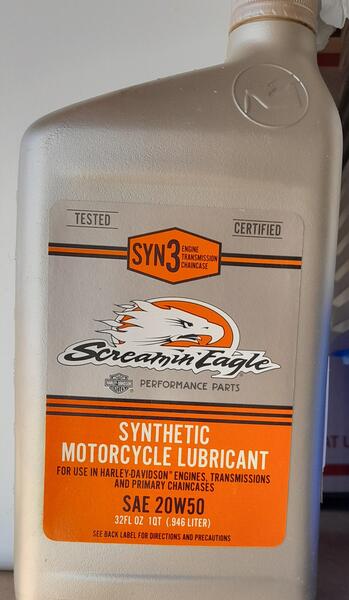 TESTED
CERTIFIED
SYN3 ENGINE
TRANSMISSION
CHAINCASE
Screamin' Eagle
PERFORMANCE PARTS
SYNTHETIC
MOTORCYCLE LUBRICANT
FOR USE IN HARLEY-DAVIDSON™ ENGINES, TRANSMISSIONS
AND PRIMARY CHAINCASES
SAE 20W50
32FL OZ 1QT (.946 LITER)
SEE BACK LABEL FOR DIRECTIONS AND PRECAUTIONS